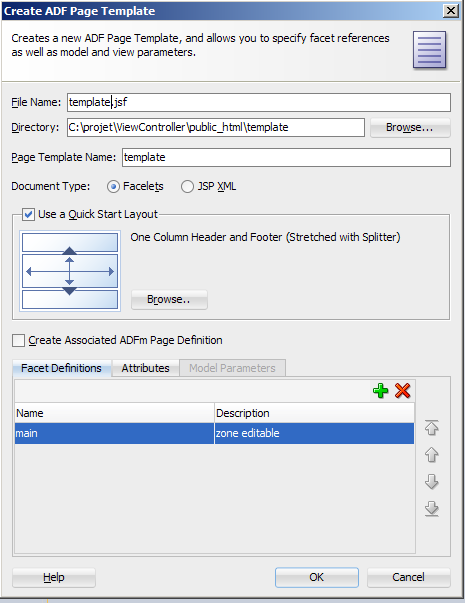 Create ADF Page Template
Creates a new ADF Page Template, and allows you to specify facet references
as well as model and view parameters.
File Name: template.jsf
Directory: C:\projet\ViewController\public_html\template Browse...
Page Template Name: template
Document Type: Facelets JSP XML
Use a Quick Start Layout
One Column Header and Footer (Stretched with Splitter)
Browse..
Create Associated ADFm Page Definition
Facet Definitions Attributes Model Parameters
Name Description
main zone editable
Help OK Cancel